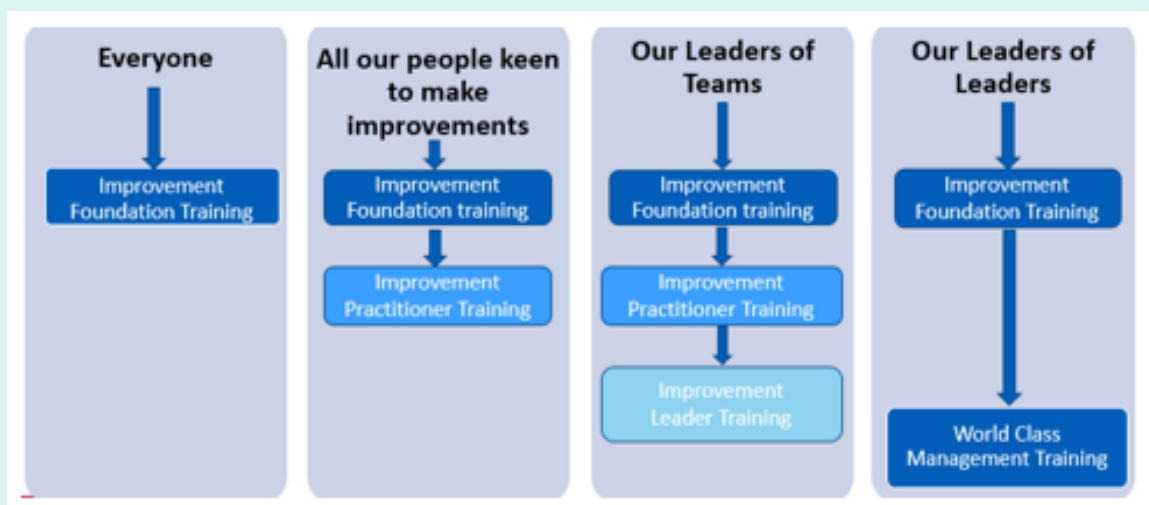 Everyone
Improvement
Foundation Training
All our people keen
to make
improvements
Improvement
Foundation training
Improvement
Practitioner Training
Our Leaders of
Teams
Improvement
Foundation training
Improvement
Practitioner Training
Improvement
Leader Training
Our Leaders of
Leaders
Improvement
Foundation Training
World Class
Management Training